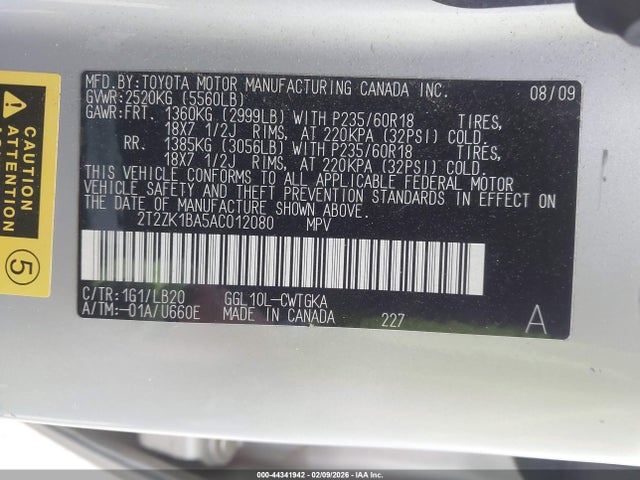 MFD.BY:TOYOTA MOTOR MANUFACTURING CANADA INC. 08/09
GVWR:2520KG (5560LB)
GAWR:FRT. 1360KG (2999LB) WITH P235/60R18 TIRES,
18X7 1/2J RIMS, AT 220KPA (32PSI) COLD.
RR. 1385KG (3056LB) WITH P235/60R18 TIRES,
18X7 1/2J RIMS, AT 220KPA (32PSI) COLD.
THIS VEHICLE CONFORMS TO ALL APPLICABLE FEDERAL MOTOR
VEHICLE SAFETY AND THEFT PREVENTION STANDARDS IN EFFECT ON
THE DATE OF MANUFACTURE SHOWN ABOVE.
2T2ZK1BA5AC012080 MPV
C/TR:1G1/LB20 GGL10L-CWTGKA
A/TM:-01A/U660E MADE IN CANADA 227 A
5
000-44341942 - 02/09/2026 - IAAI, Inc.